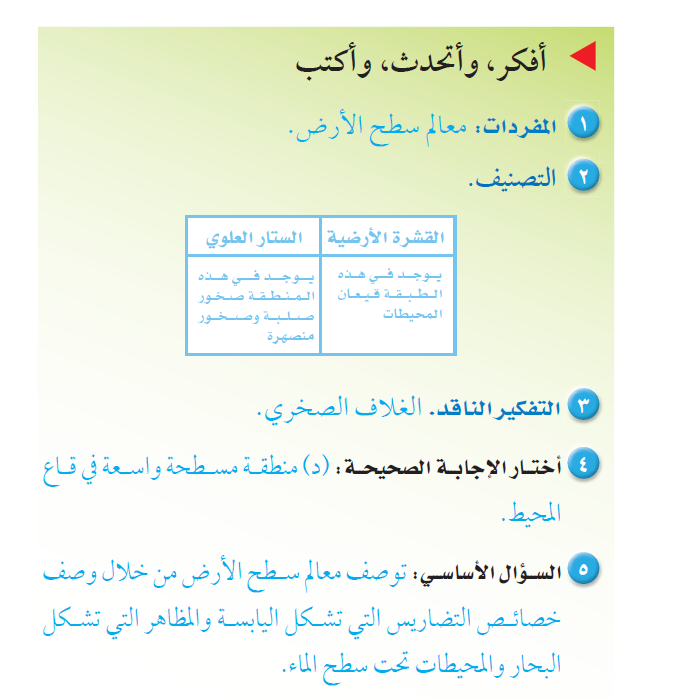 أفكر، وأتحدث، وأكتب
١ المفردات: معالم سطح الأرض.
٢ التصنيف.
القشرة الأرضية الستار العلوي
يوجد في هذه الطبقة قيعان المحيطات
يوجد في هذه المنطقة صخور صلبة وصخور منصهرة
٣ التفكير الناقد. الغلاف الصخري.
٤ أختار الإجابة الصحيحة: (د) منطقة مسطحة واسعة في قاع
المحيط.
٥ السؤال الأساسي: توصف معالم سطح الأرض من خلال وصف
خصائص التضاريس التي تشكل اليابسة والمظاهر التي تشكل
البحار والمحيطات تحت سطح الماء.